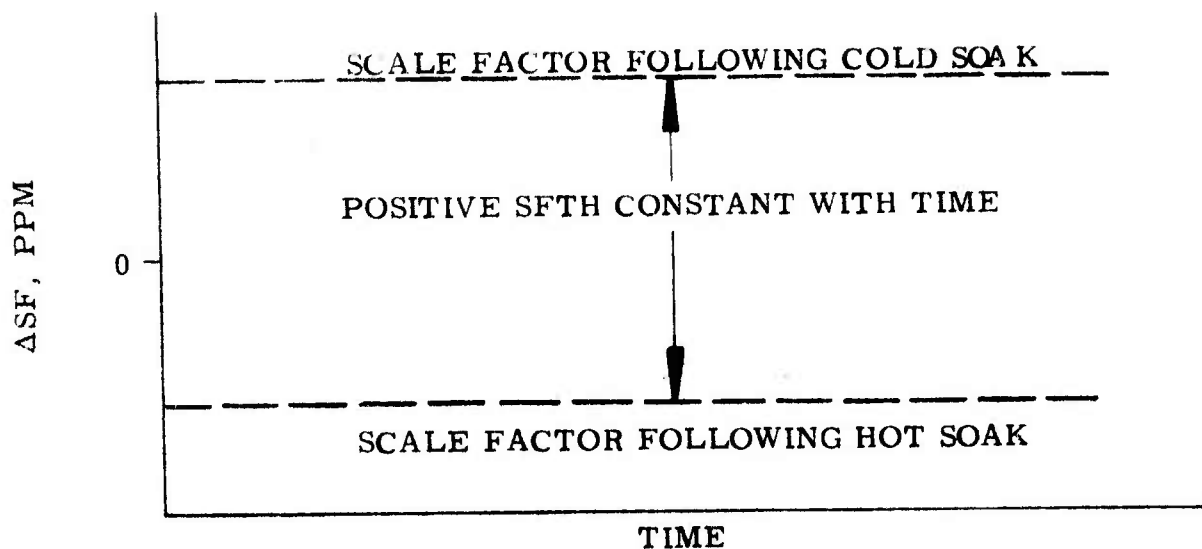 SCALE FACTOR FOLLOWING COLD SOAK
POSITIVE SFTH CONSTANT WITH TIME
ΔSF, PPM
0
SCALE FACTOR FOLLOWING HOT SOAK
TIME